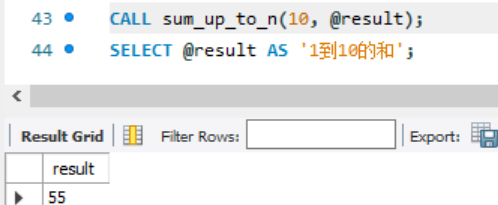 43 CALL sum_up_to_n(10, @result);
44 SELECT @result AS '1到10的和';
Result Grid Filter Rows: Export:
result
55